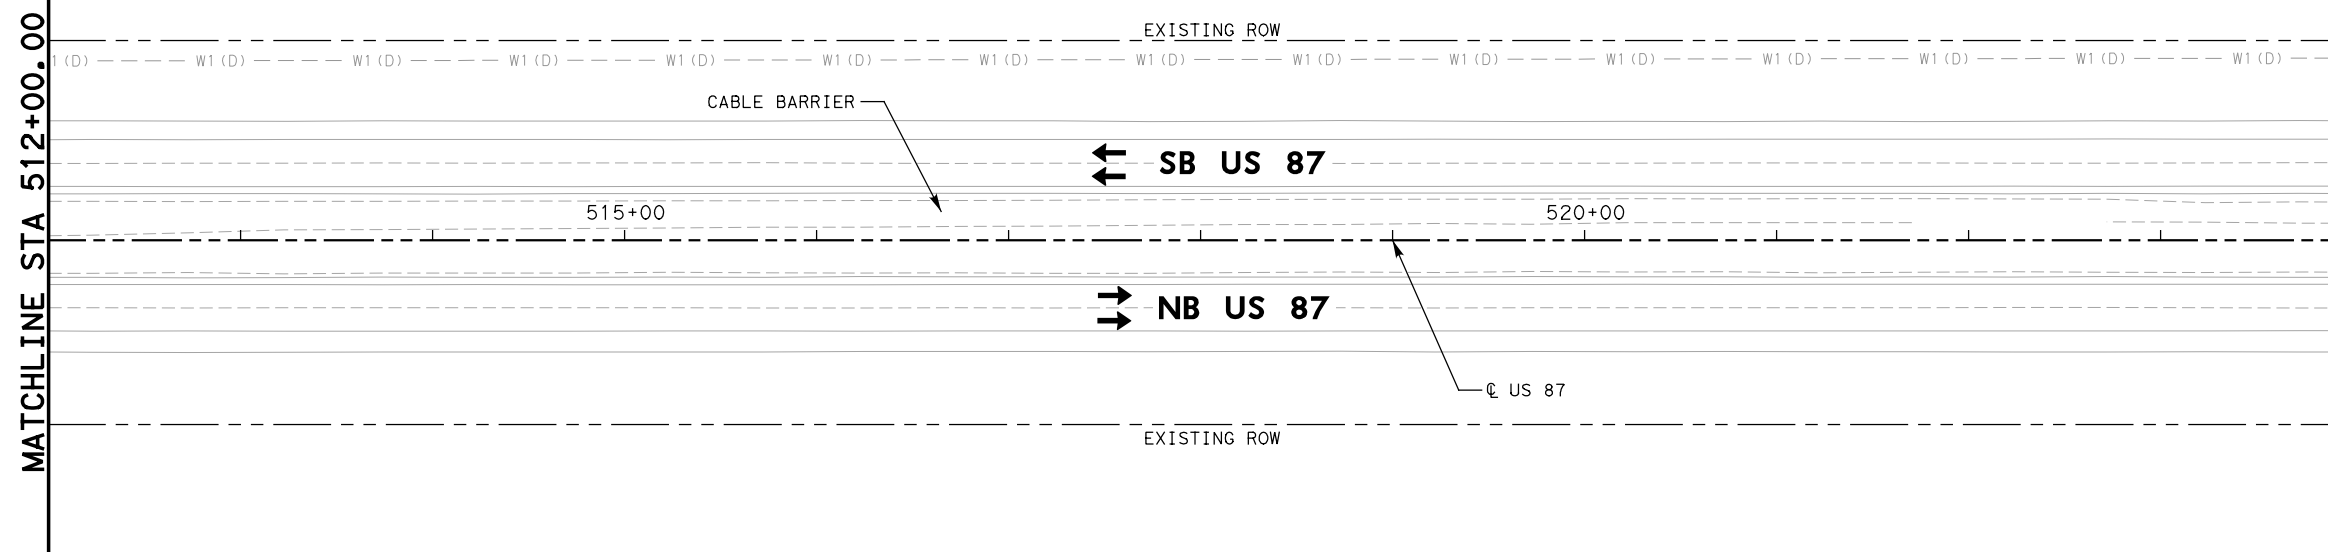 MATCHLINE STA 512+00.00
EXISTING ROW
1(D) W1(D) W1(D) W1(D) W1(D) W1(D) W1(D) W1(D) W1(D) W1(D) W1(D) W1(D) W1(D) W1(D) W1(D)
CABLE BARRIER
SB US 87
515+00 520+00
NB US 87
℄ US 87
EXISTING ROW